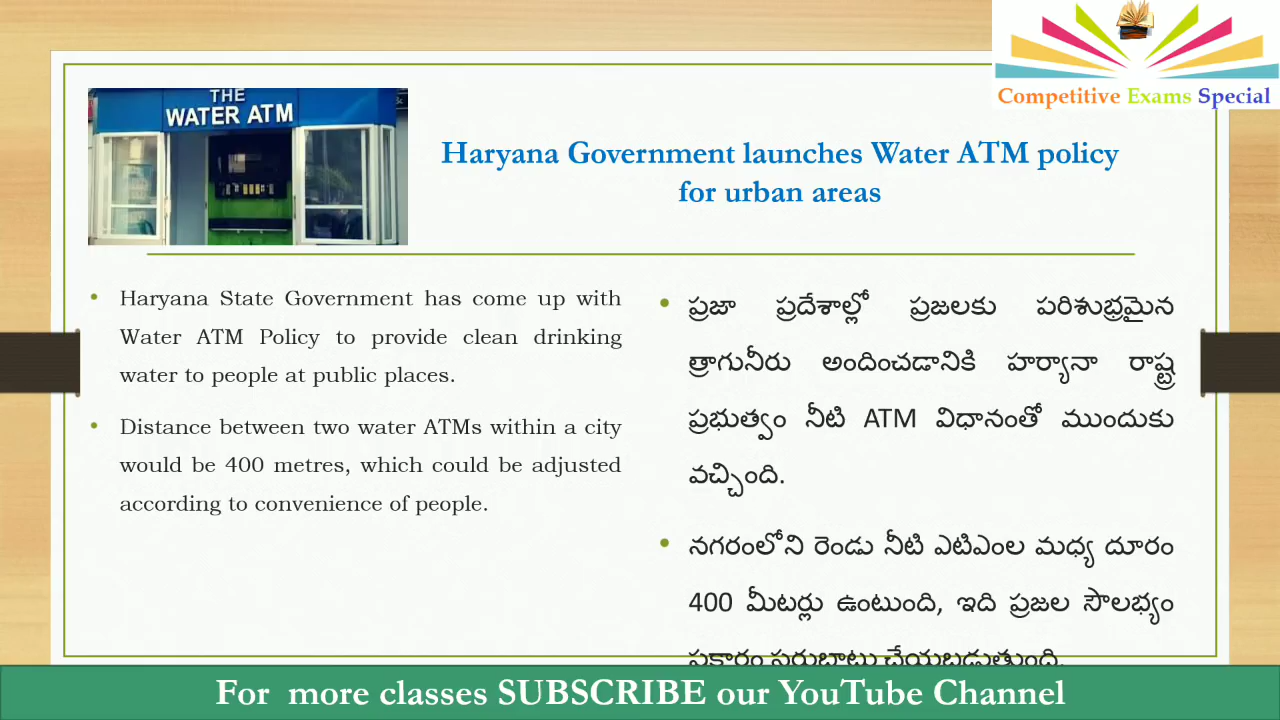 THE
WATER ATM
&
Competitive Exams Special
Haryana Government launches Water ATM policy
for urban areas
• Haryana State Government has come up with
Water ATM Policy to provide clean drinking
water to people at public places.
• Distance between two water ATMs within a city
would be 400 metres, which could be adjusted
according to convenience of people.
• ప్రజా ప్రదేశాల్లో ప్రజలకు పరిశుభ్రమైన
త్రాగునీరు అందించడానికి హర్యానా రాష్ట్ర
ప్రభుత్వం నీటి ATM విధానంతో ముందుకు
వచ్చింది.
• నగరంలోని రెండు నీటి ఎటిఎంల మధ్య దూరం
400 మీటర్లు ఉంటుంది, ఇది ప్రజల సౌలభ్యం
ప్రకారం సర్దుబాటు చేయబడుతుంది.
For more classes SUBSCRIBE our YouTube Channel